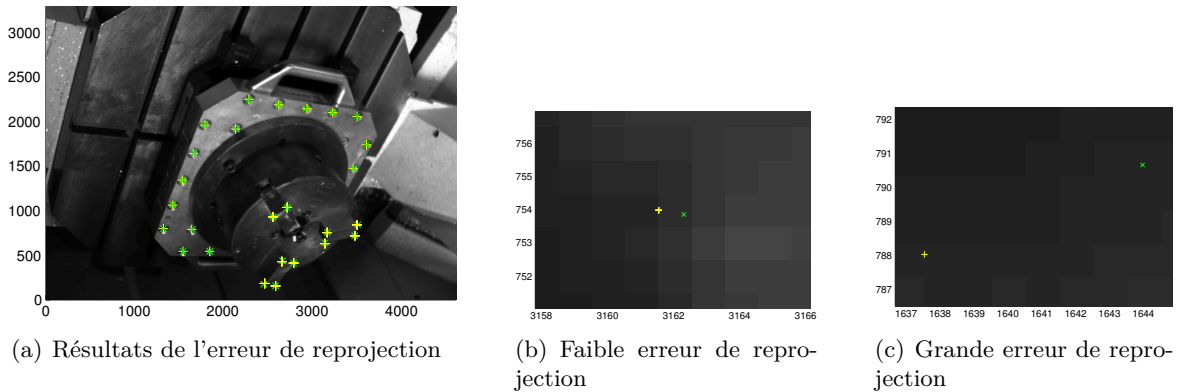 3000
2500
2000
1500
1000
500
0
0 1000 2000 3000 4000
(a) Résultats de l'erreur de reprojection
756
755
754
753
752
3158 3160 3162 3164 3166
(b) Faible erreur de repro-
jection
792
791
790
789
788
787
1637 1638 1639 1640 1641 1642 1643 1644
(c) Grande erreur de repro-
jection